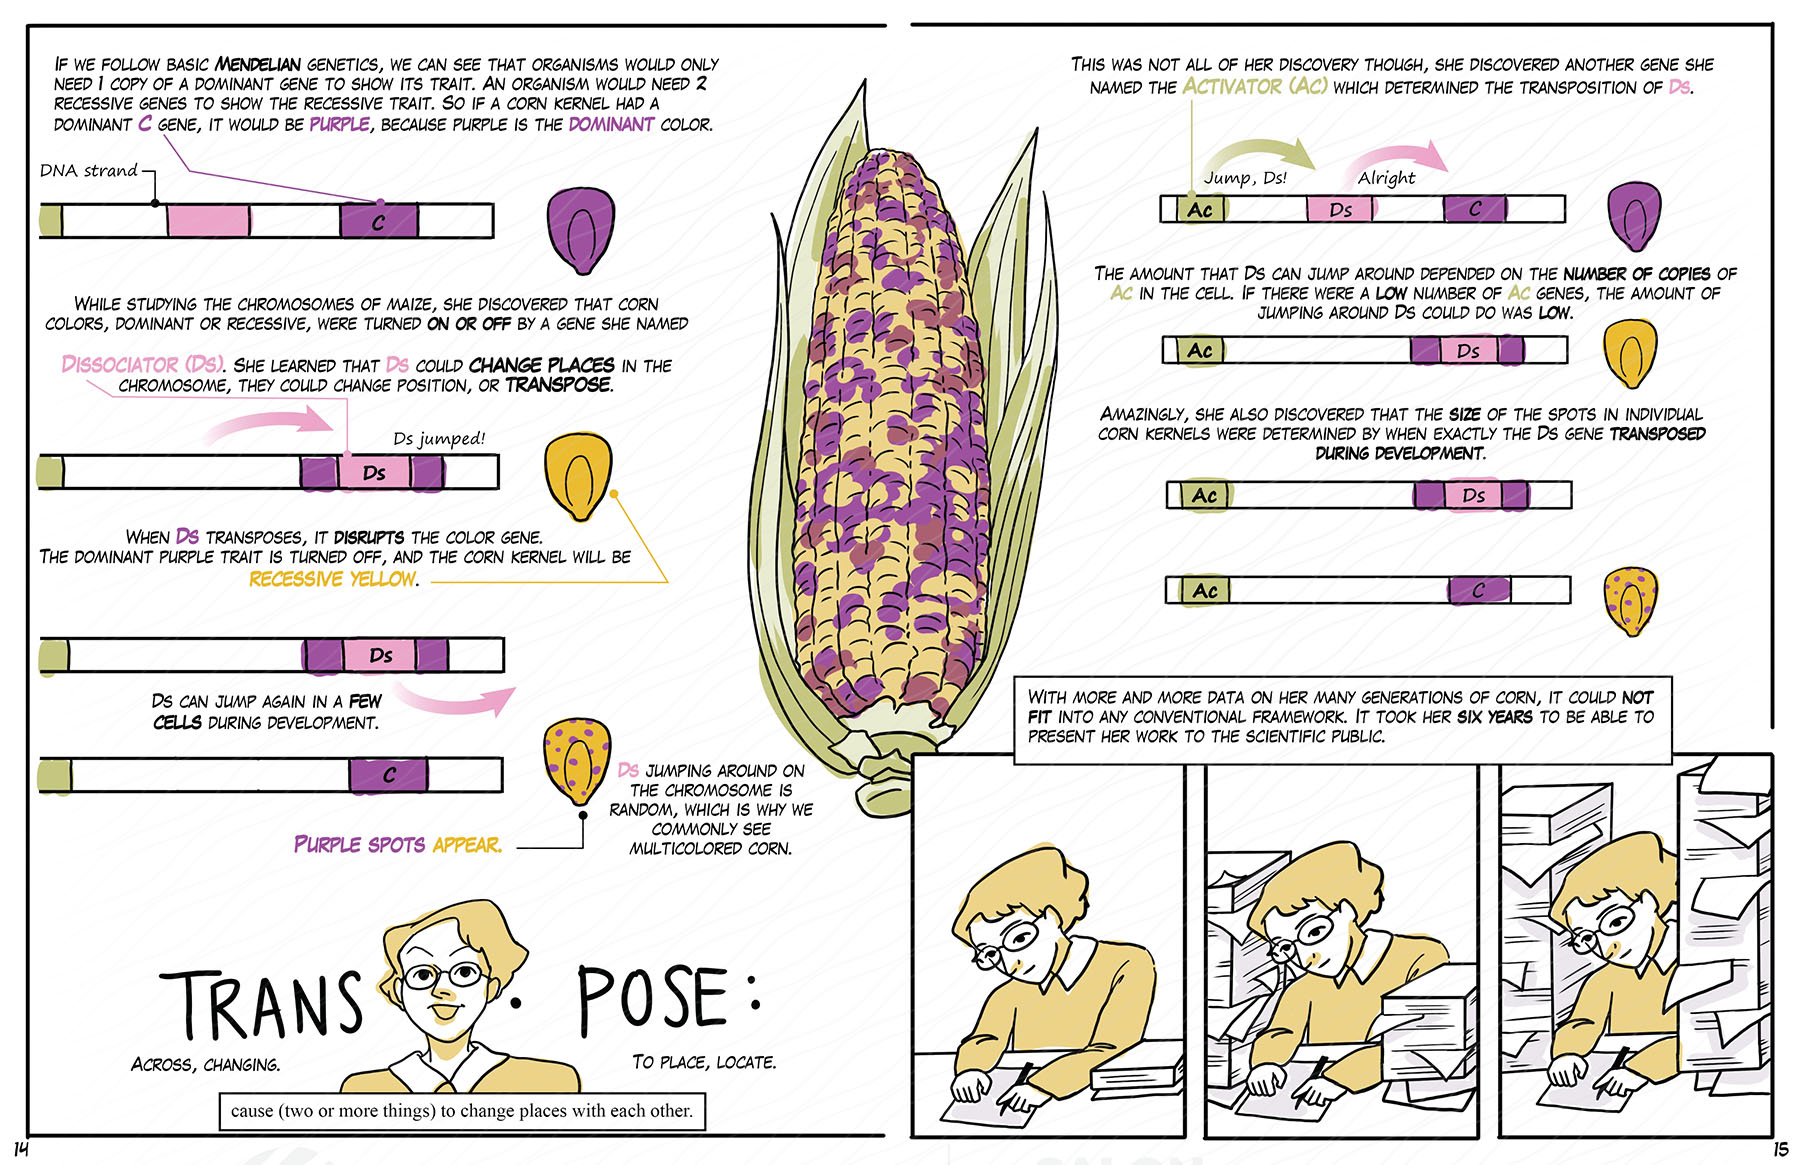 If we follow basic Mendelian genetics, we can see that organisms would only
need 1 copy of a dominant gene to show its trait. An organism would need 2
recessive genes to show the recessive trait. So if a corn kernel had a
dominant C gene, it would be purple, because purple is the dominant color.
DNA strand
C
While studying the chromosomes of maize, she discovered that corn
colors, dominant or recessive, were turned on or off by a gene she named
Dissociator (Ds). She learned that Ds could change places in the
chromosome, they could change position, or transpose.
Ds jumped!
Ds
When Ds transposes, it disrupts the color gene.
The dominant purple trait is turned off, and the corn kernel will be
recessive yellow.
Ds
Ds can jump again in a few
cells during development.
C
Purple spots appear.
Ds jumping around on
the chromosome is
random, which is why we
commonly see
multicolored corn.
Trans · pose:
Across, changing.
To place, locate.
cause (two or more things) to change places with each other.
14
This was not all of her discovery though, she discovered another gene she
named the Activator (Ac) which determined the transposition of Ds.
Jump, Ds!
Alright
Ac Ds C
The amount that Ds can jump around depended on the number of copies of
Ac in the cell. If there were a low number of Ac genes, the amount of
jumping around Ds could do was low.
Ac Ds
Amazingly, she also discovered that the size of the spots in individual
corn kernels were determined by when exactly the Ds gene transposed
during development.
Ac Ds
Ac C
With more and more data on her many generations of corn, it could not
fit into any conventional framework. It took her six years to be able to
present her work to the scientific public.
15